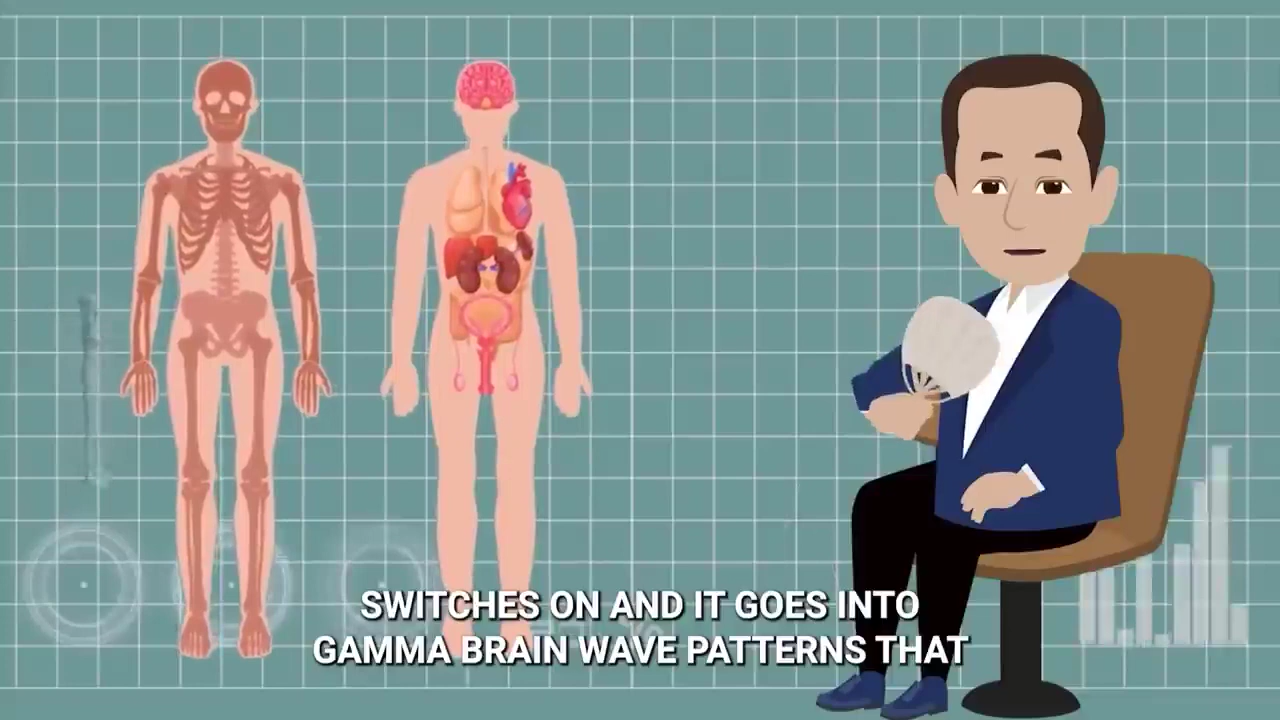 SWITCHES ON AND IT GOES INTO
GAMMA BRAIN WAVE PATTERNS THAT